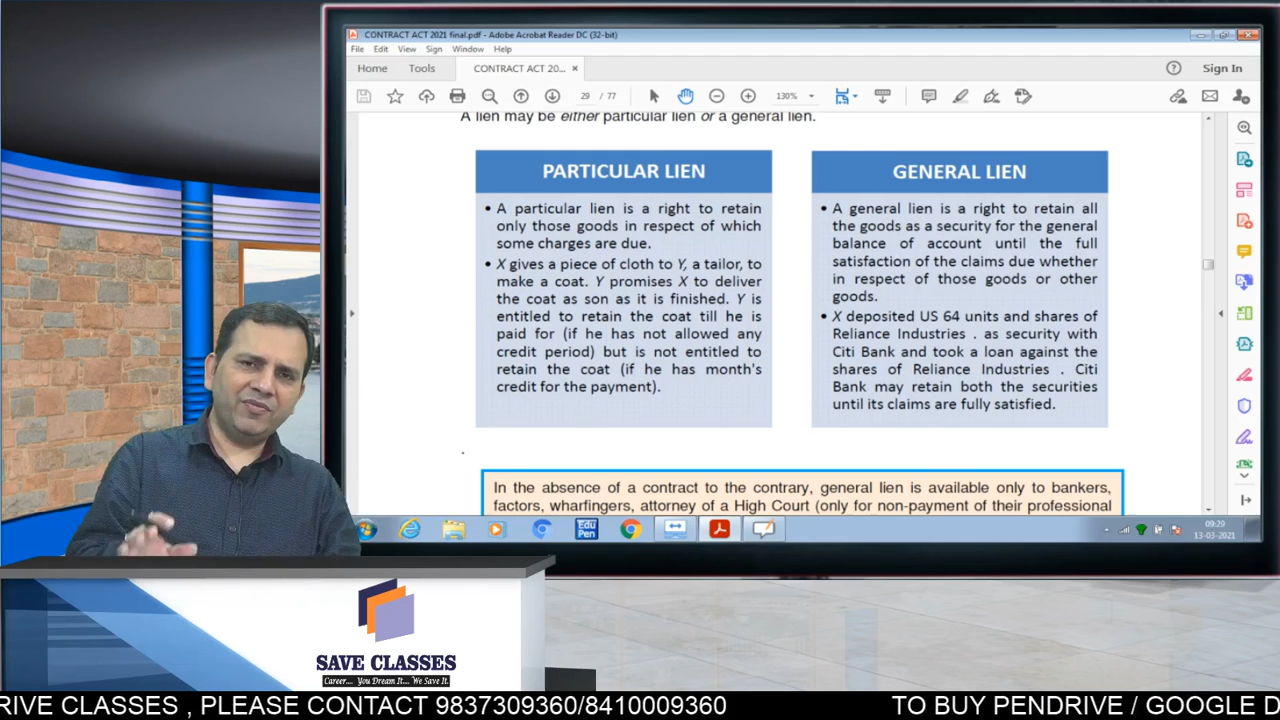 CONTRACT ACT 2021 final.pdf - Adobe Acrobat Reader DC (32-bit)
File Edit View Sign Window Help
Home Tools CONTRACT ACT 20... × Sign In
29 / 77 130%
A lien may be either particular lien or a general lien.
PARTICULAR LIEN
• A particular lien is a right to retain
only those goods in respect of which
some charges are due.
• X gives a piece of cloth to Y, a tailor, to
make a coat. Y promises X to deliver
the coat as son as it is finished. Y is
entitled to retain the coat till he is
paid for (if he has not allowed any
credit period) but is not entitled to
retain the coat (if he has month's
credit for the payment).
GENERAL LIEN
• A general lien is a right to retain all
the goods as a security for the general
balance of account until the full
satisfaction of the claims due whether
in respect of those goods or other
goods.
• X deposited US 64 units and shares of
Reliance Industries . as security with
Citi Bank and took a loan against the
shares of Reliance Industries . Citi
Bank may retain both the securities
until its claims are fully satisfied.
In the absence of a contract to the contrary, general lien is available only to bankers,
factors, wharfingers, attorney of a High Court (only for non-payment of their professional
Edu
Pen
09:29
13-03-2021
SAVE CLASSES
Career.... You Dream It... We Save It.
RIVE CLASSES , PLEASE CONTACT 9837309360/8410009360 TO BUY PENDRIVE / GOOGLE D